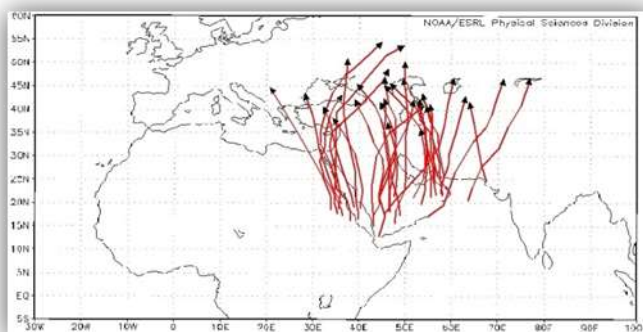 NOAA/ESRL Physical Sciences Division
60N
55N
50N
45N
40N
35N
30N
25N
20N
15N
10N
5N
EQ
5S
30W 20W 10W 0 10E 20E 30E 40E 50E 60E 70E 80E 90E